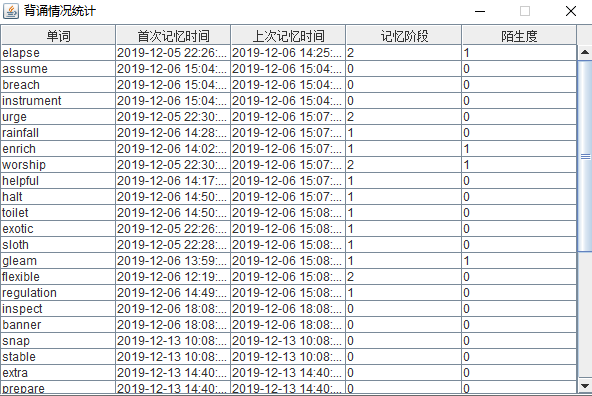 背诵情况统计
单词 首次记忆时间 上次记忆时间 记忆阶段 陌生度
elapse 2019-12-05 22:26:... 2019-12-06 14:25:... 2 1
assume 2019-12-06 15:04:... 2019-12-06 15:04:... 0 0
breach 2019-12-06 15:04:... 2019-12-06 15:04:... 0 0
instrument 2019-12-06 15:04:... 2019-12-06 15:04:... 0 0
urge 2019-12-05 22:30:... 2019-12-06 15:07:... 2 0
rainfall 2019-12-06 14:28:... 2019-12-06 15:07:... 1 0
enrich 2019-12-06 14:02:... 2019-12-06 15:07:... 1 1
worship 2019-12-05 22:30:... 2019-12-06 15:07:... 2 1
helpful 2019-12-06 14:17:... 2019-12-06 15:07:... 1 0
halt 2019-12-06 14:50:... 2019-12-06 15:07:... 1 0
toilet 2019-12-06 14:50:... 2019-12-06 15:08:... 1 0
exotic 2019-12-05 22:26:... 2019-12-06 15:08:... 1 0
sloth 2019-12-05 22:28:... 2019-12-06 15:08:... 1 0
gleam 2019-12-06 13:59:... 2019-12-06 15:08:... 1 1
flexible 2019-12-06 12:19:... 2019-12-06 15:08:... 2 0
regulation 2019-12-06 14:49:... 2019-12-06 15:08:... 1 0
inspect 2019-12-06 18:08:... 2019-12-06 18:08:... 0 0
banner 2019-12-06 18:08:... 2019-12-06 18:08:... 0 0
snap 2019-12-13 10:08:... 2019-12-13 10:08:... 0 0
stable 2019-12-13 10:08:... 2019-12-13 10:08:... 0 0
extra 2019-12-13 14:40:... 2019-12-13 14:40:... 0 0
prepare 2019-12-13 14:40:... 2019-12-13 14:40:... 0 0